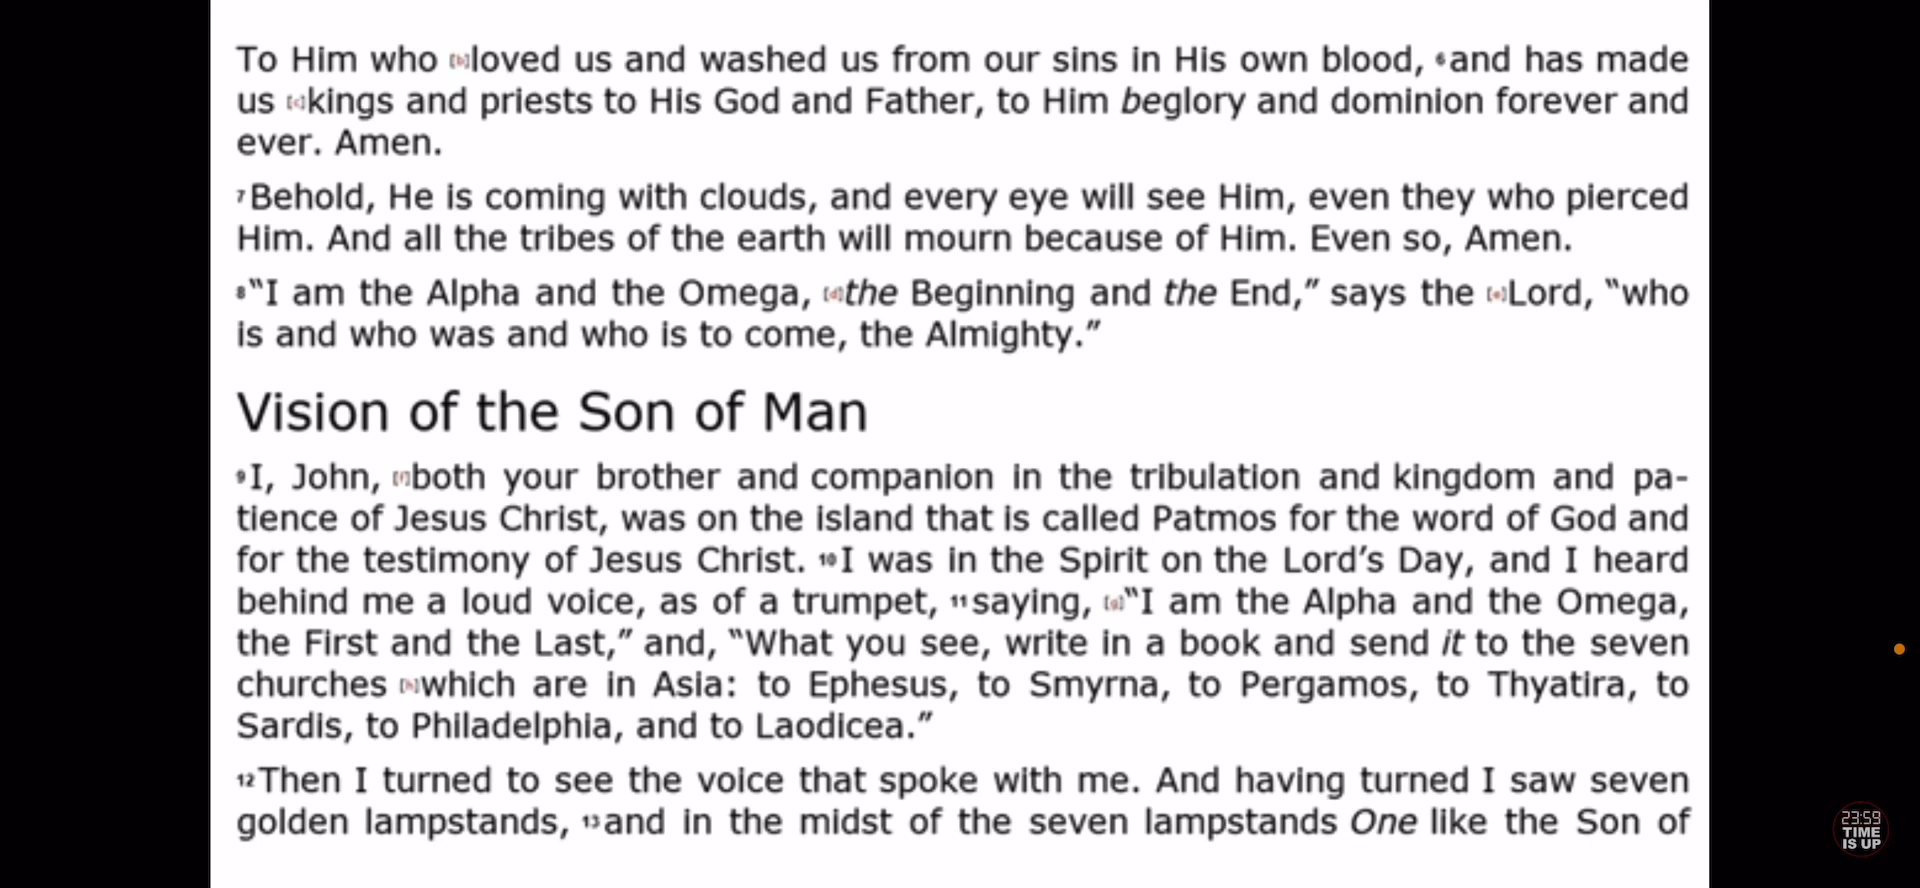 To Him who [b]loved us and washed us from our sins in His own blood, 6and has made
us [c]kings and priests to His God and Father, to Him beglory and dominion forever and
ever. Amen.
7Behold, He is coming with clouds, and every eye will see Him, even they who pierced
Him. And all the tribes of the earth will mourn because of Him. Even so, Amen.
8“I am the Alpha and the Omega, [d]the Beginning and the End,” says the [e]Lord, “who
is and who was and who is to come, the Almighty.”
Vision of the Son of Man
9I, John, [f]both your brother and companion in the tribulation and kingdom and pa-
tience of Jesus Christ, was on the island that is called Patmos for the word of God and
for the testimony of Jesus Christ. 10I was in the Spirit on the Lord’s Day, and I heard
behind me a loud voice, as of a trumpet, 11saying, [g]“I am the Alpha and the Omega,
the First and the Last,” and, “What you see, write in a book and send it to the seven
churches [h]which are in Asia: to Ephesus, to Smyrna, to Pergamos, to Thyatira, to
Sardis, to Philadelphia, and to Laodicea.”
12Then I turned to see the voice that spoke with me. And having turned I saw seven
golden lampstands, 13and in the midst of the seven lampstands One like the Son of
23:59
TIME
IS UP